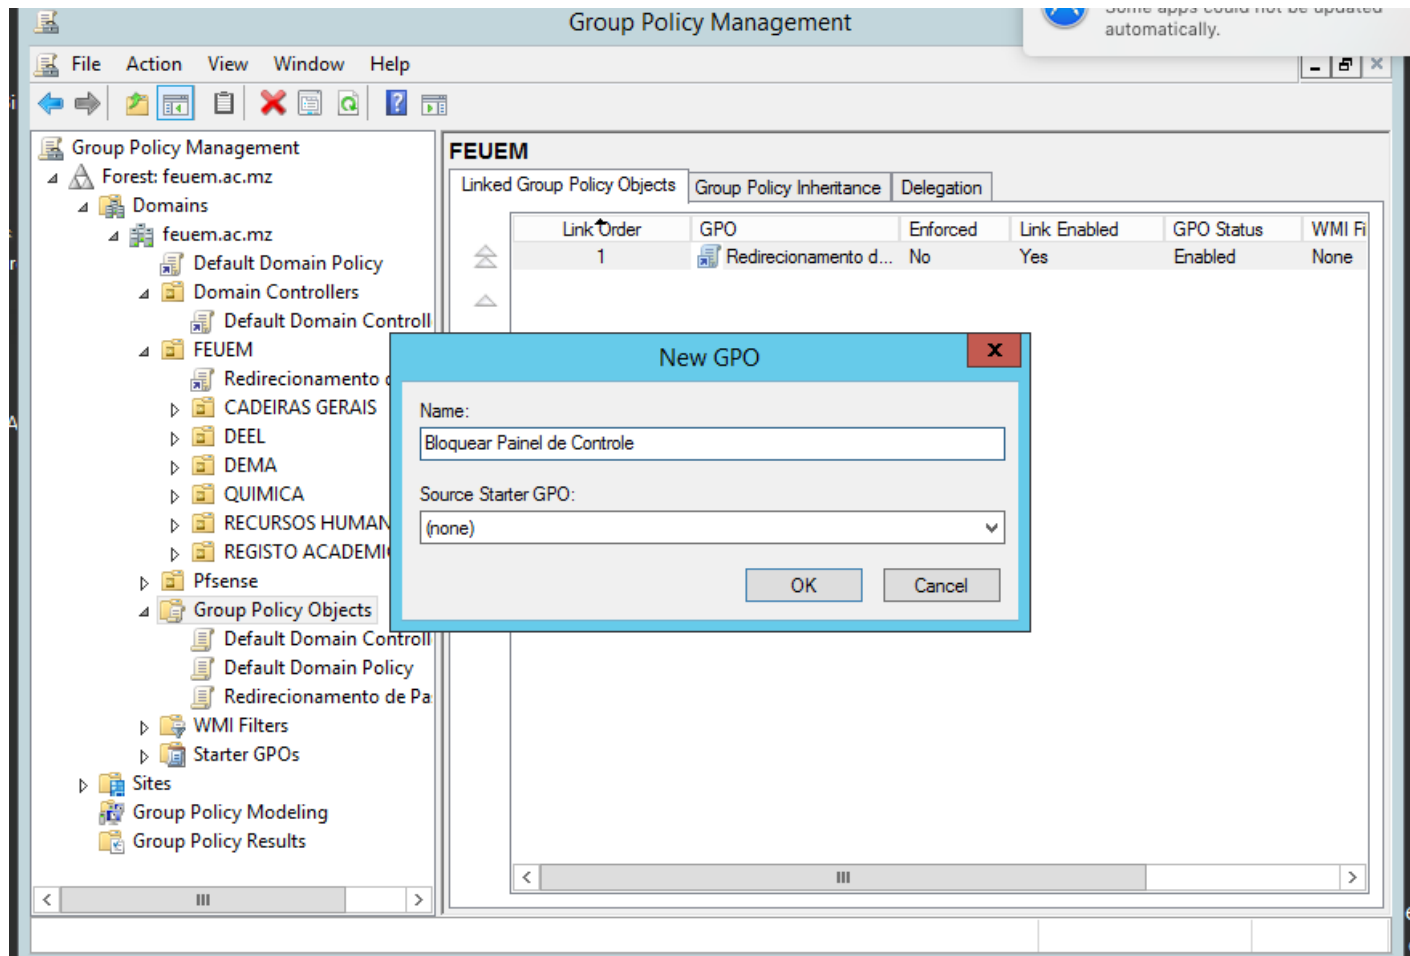 Group Policy Management
automatically.
File Action View Window Help
Group Policy Management
Forest: feuem.ac.mz
Domains
feuem.ac.mz
Default Domain Policy
Domain Controllers
Default Domain Controll
FEUEM
Redirecionamento
CADEIRAS GERAIS
DEEL
DEMA
QUIMICA
RECURSOS HUMAN
REGISTO ACADEMI
Pfsense
Group Policy Objects
Default Domain Controll
Default Domain Policy
Redirecionamento de Pa
WMI Filters
Starter GPOs
Sites
Group Policy Modeling
Group Policy Results
FEUEM
Linked Group Policy Objects Group Policy Inheritance Delegation
Link Order GPO Enforced Link Enabled GPO Status WMI Fi
1 Redirecionamento d... No Yes Enabled None
New GPO
Name:
Bloquear Painel de Controle
Source Starter GPO:
(none)
OK Cancel